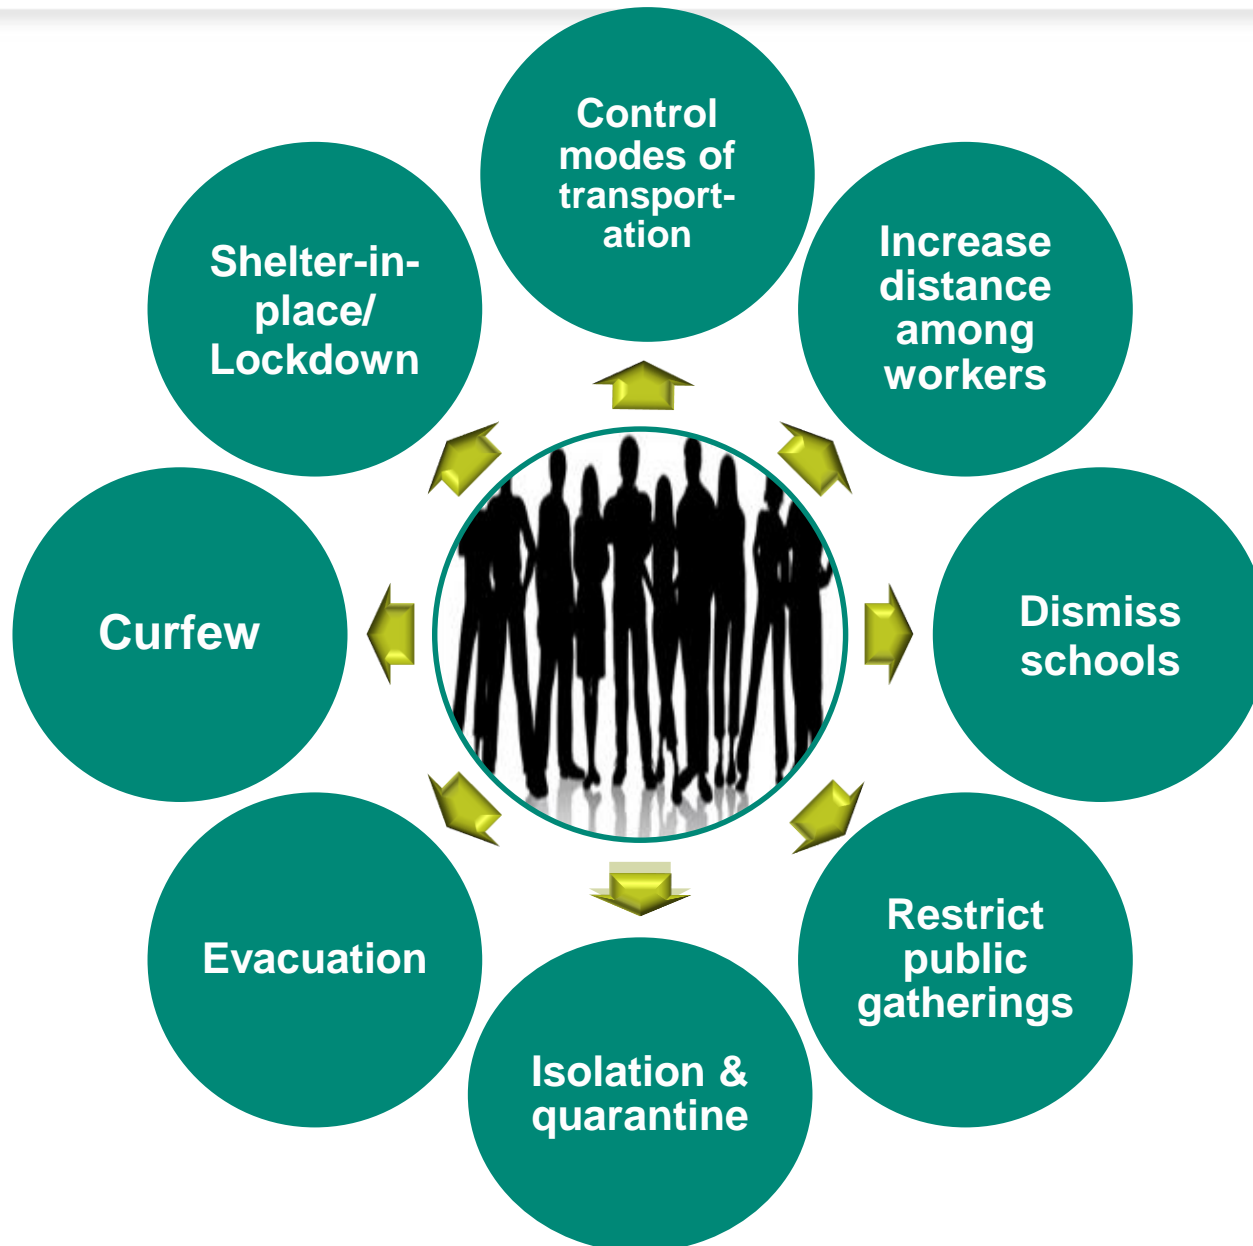 Control
modes of
transport-
ation
Increase
distance
among
workers
Dismiss
schools
Restrict
public
gatherings
Isolation &
quarantine
Evacuation
Curfew
Shelter-in-
place/
Lockdown